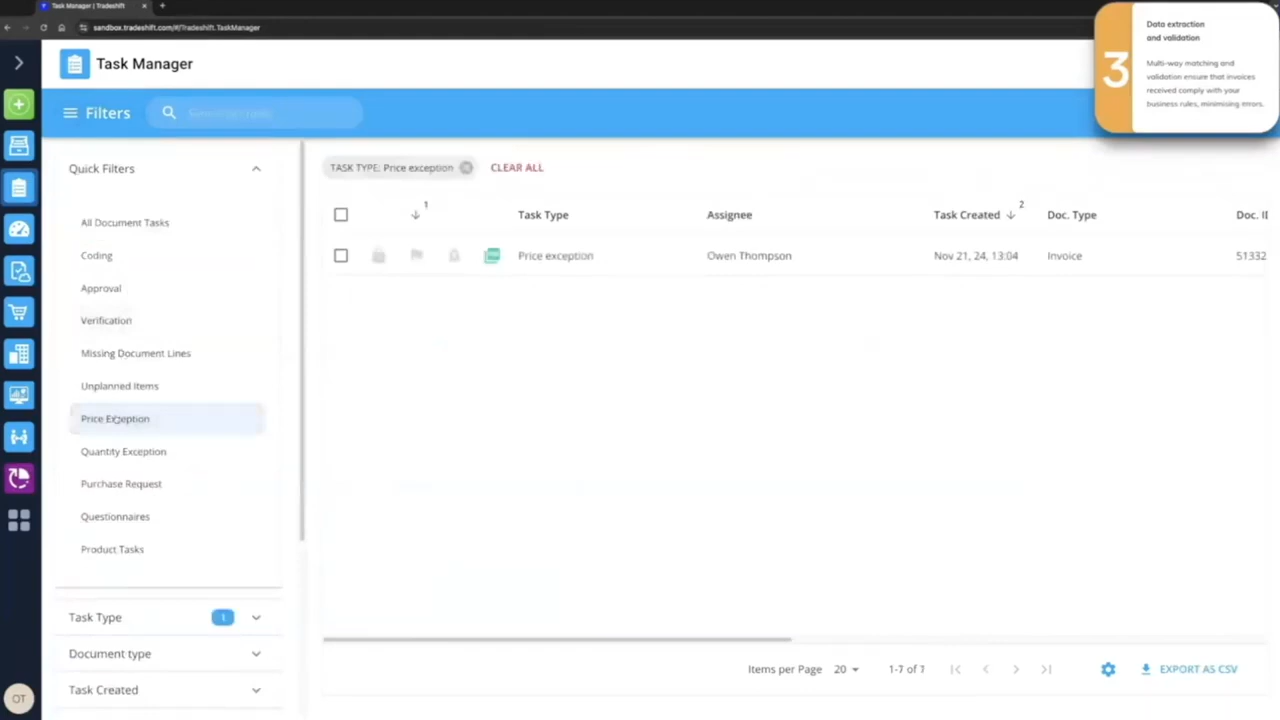 Task Manager | Tradeshift
sandbox.tradeshift.com/#/Tradeshift.TaskManager
3
Data extraction
and validation
Multi-way matching and
validation ensure that invoices
received comply with your
business rules, minimising errors.
Task Manager
Filters
Quick Filters
All Document Tasks
Coding
Approval
Verification
Missing Document Lines
Unplanned Items
Price Exception
Quantity Exception
Purchase Request
Questionnaires
Product Tasks
Task Type 1
Document type
Task Created
TASK TYPE: Price exception
CLEAR ALL
1 Task Type Assignee Task Created 2 Doc. Type Doc. ID
Price exception Owen Thompson Nov 21, 24, 13:04 Invoice 51332
Items per Page 20 1-7 of 7 EXPORT AS CSV
OT